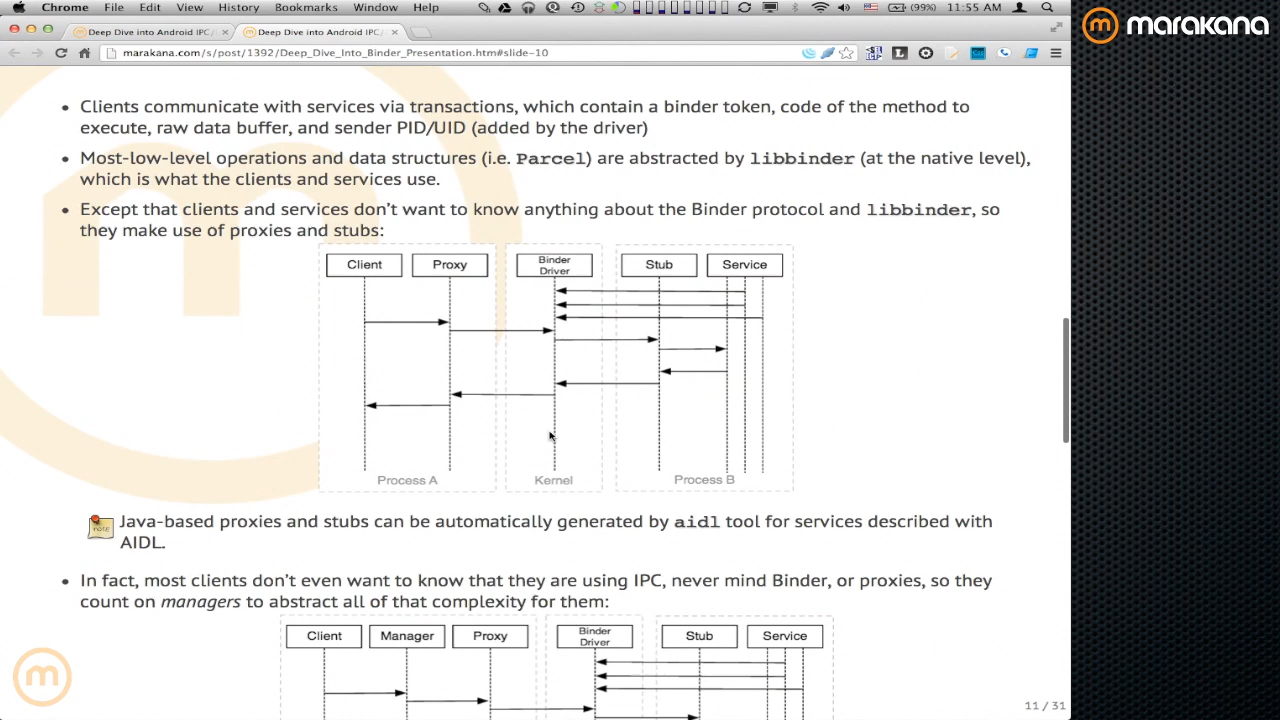 Chrome File Edit View History Bookmarks Window Help (99%) 11:55 AM
marakana
Deep Dive into Android IPC/ Deep Dive into Android IPC/
marakana.com/s/post/1392/Deep_Dive_Into_Binder_Presentation.htm#slide-10
• Clients communicate with services via transactions, which contain a binder token, code of the method to
execute, raw data buffer, and sender PID/UID (added by the driver)
• Most-low-level operations and data structures (i.e. Parcel) are abstracted by libbinder (at the native level),
which is what the clients and services use.
• Except that clients and services don't want to know anything about the Binder protocol and libbinder, so
they make use of proxies and stubs:
Client Proxy Binder Driver Stub Service
Process A Kernel Process B
note
Java-based proxies and stubs can be automatically generated by aidl tool for services described with
AIDL.
• In fact, most clients don't even want to know that they are using IPC, never mind Binder, or proxies, so they
count on managers to abstract all of that complexity for them:
Client Manager Proxy Binder Driver Stub Service
m
11 / 31